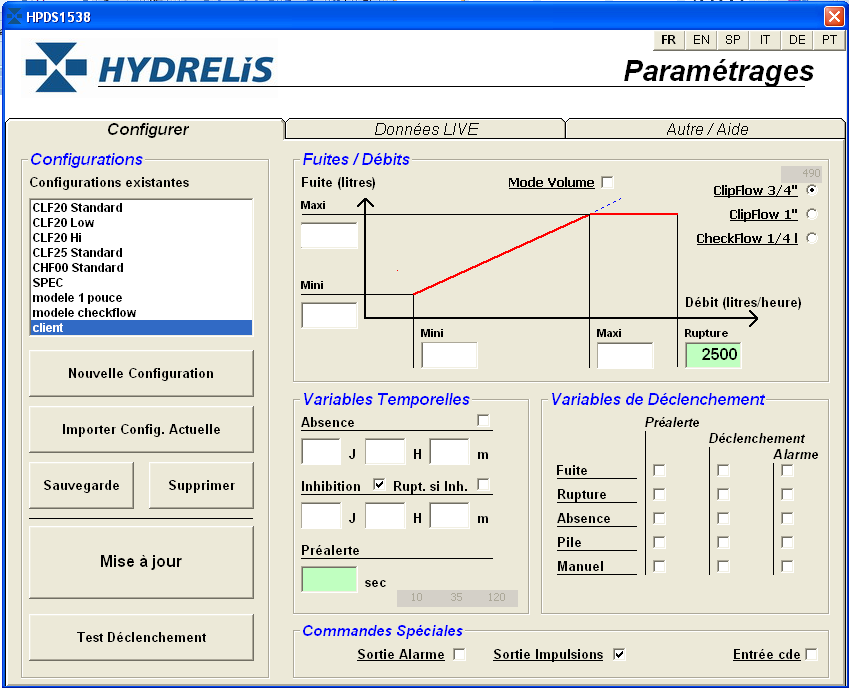 HPDS1538
FR EN SP IT DE PT
HYDRELIS
Paramétrages
Configurer
Données LIVE
Autre / Aide
Configurations
Configurations existantes
CLF20 Standard
CLF20 Low
CLF20 Hi
CLF25 Standard
CHF00 Standard
SPEC
modele 1 pouce
modele checkflow
client
Nouvelle Configuration
Importer Config. Actuelle
Sauvegarde
Supprimer
Mise à jour
Test Déclenchement
Fuites / Débits
Fuite (litres)
Mode Volume
490
ClipFlow 3/4"
ClipFlow 1"
CheckFlow 1/4 l
Maxi
Mini
Débit (litres/heure)
Mini
Maxi
Rupture
2500
Variables Temporelles
Absence
J H m
Inhibition
Rupt. si Inh.
J H m
Préalerte
sec
10 35 120
Variables de Déclenchement
Préalerte
Déclenchement
Alarme
Fuite
Rupture
Absence
Pile
Manuel
Commandes Spéciales
Sortie Alarme
Sortie Impulsions
Entrée cde